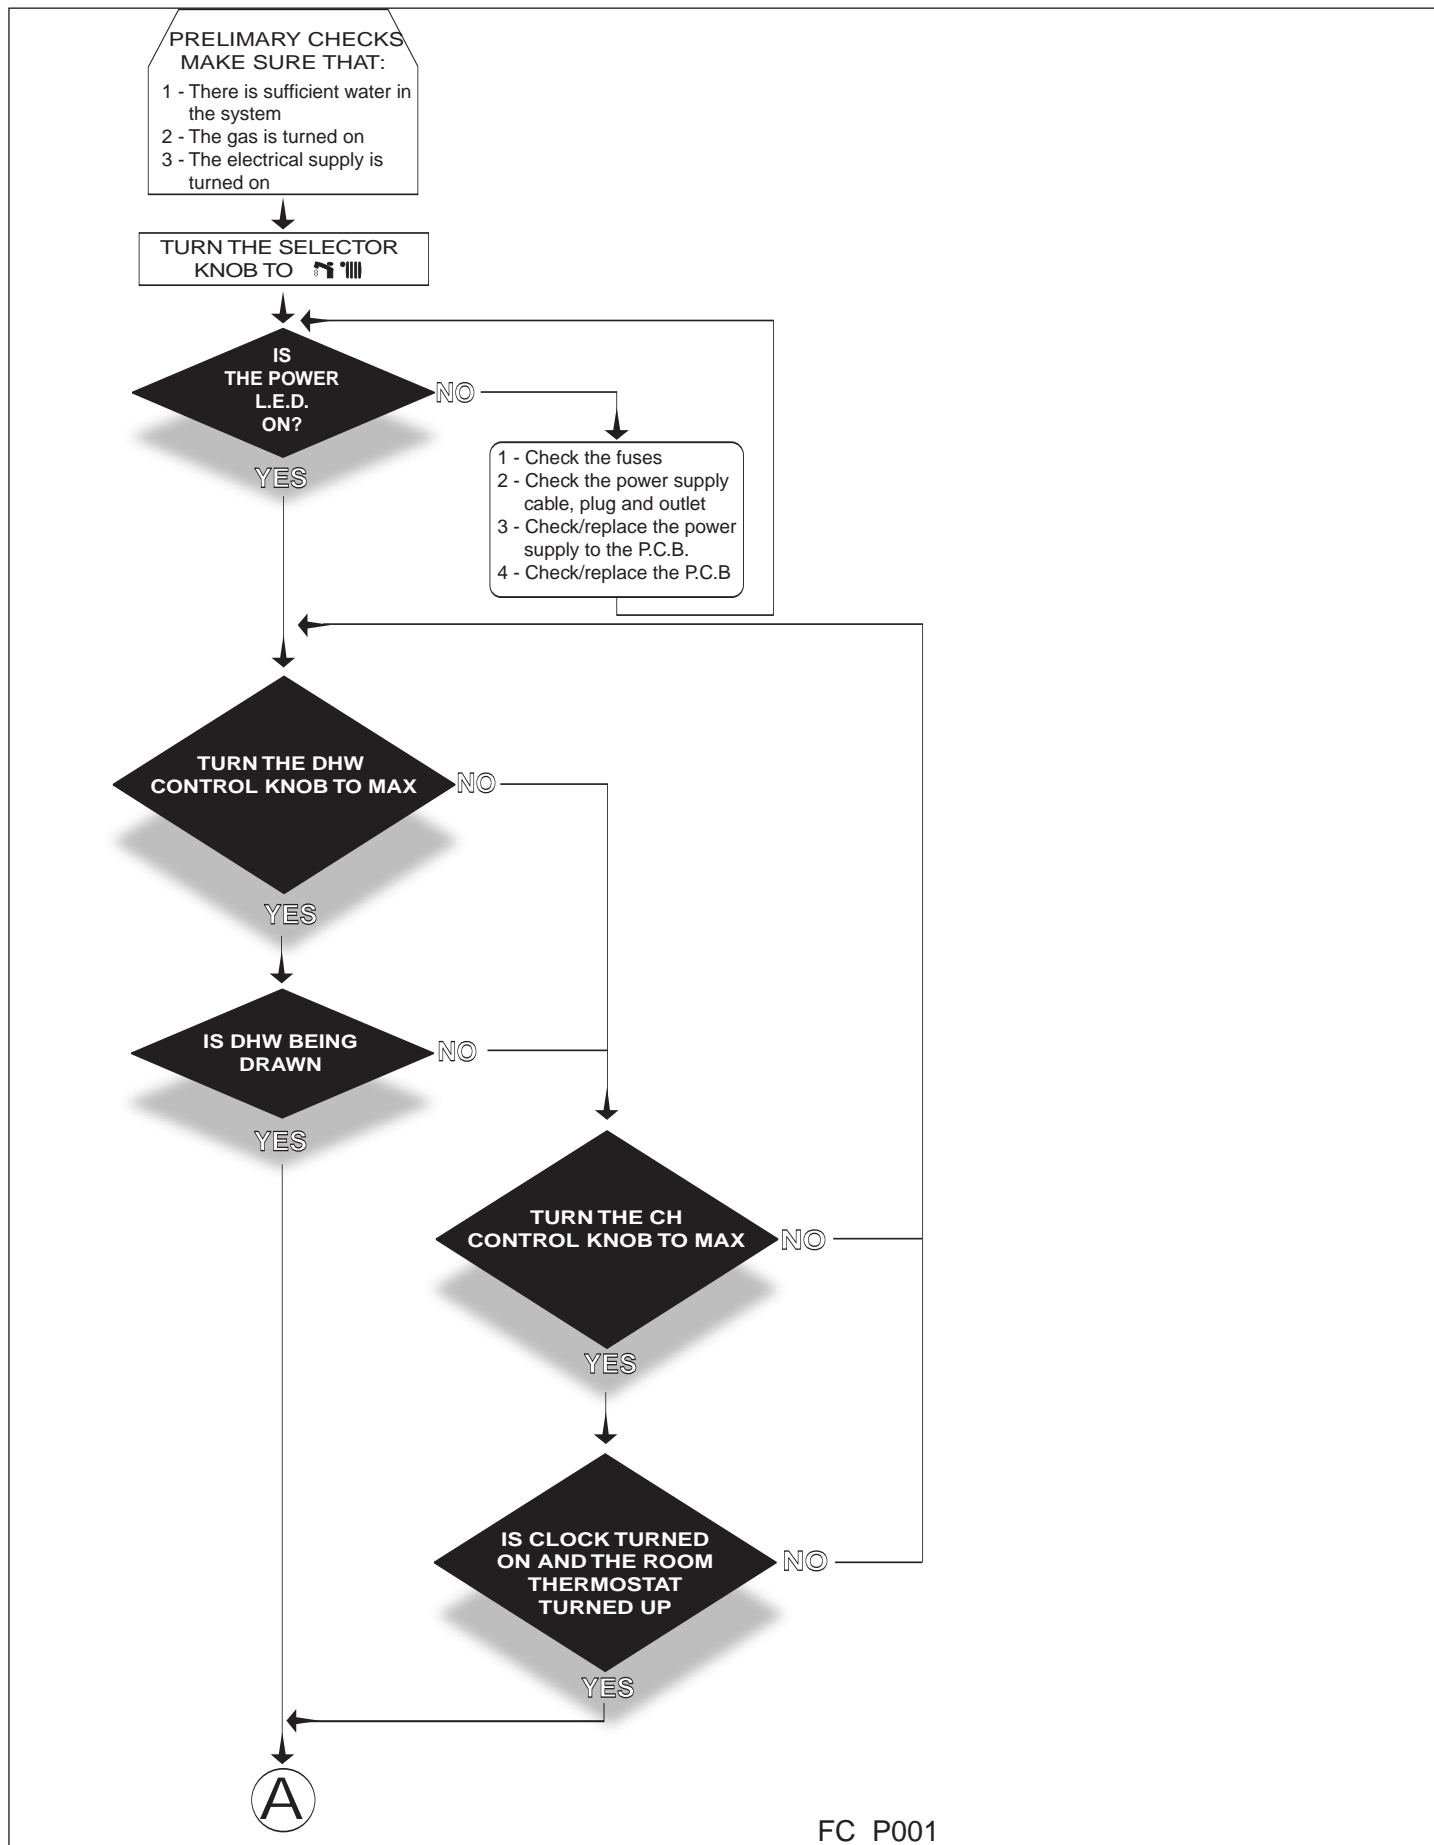 PRELIMARY CHECKS
MAKE SURE THAT:
1 - There is sufficient water in
the system
2 - The gas is turned on
3 - The electrical supply is
turned on
TURN THE SELECTOR
KNOB TO
IS
THE POWER
L.E.D.
ON?
NO
YES
1 - Check the fuses
2 - Check the power supply
cable, plug and outlet
3 - Check/replace the power
supply to the P.C.B.
4 - Check/replace the P.C.B
TURN THE DHW
CONTROL KNOB TO MAX
NO
YES
IS DHW BEING
DRAWN
NO
YES
TURN THE CH
CONTROL KNOB TO MAX
NO
YES
IS CLOCK TURNED
ON AND THE ROOM
THERMOSTAT
TURNED UP
NO
YES
A
FC P001